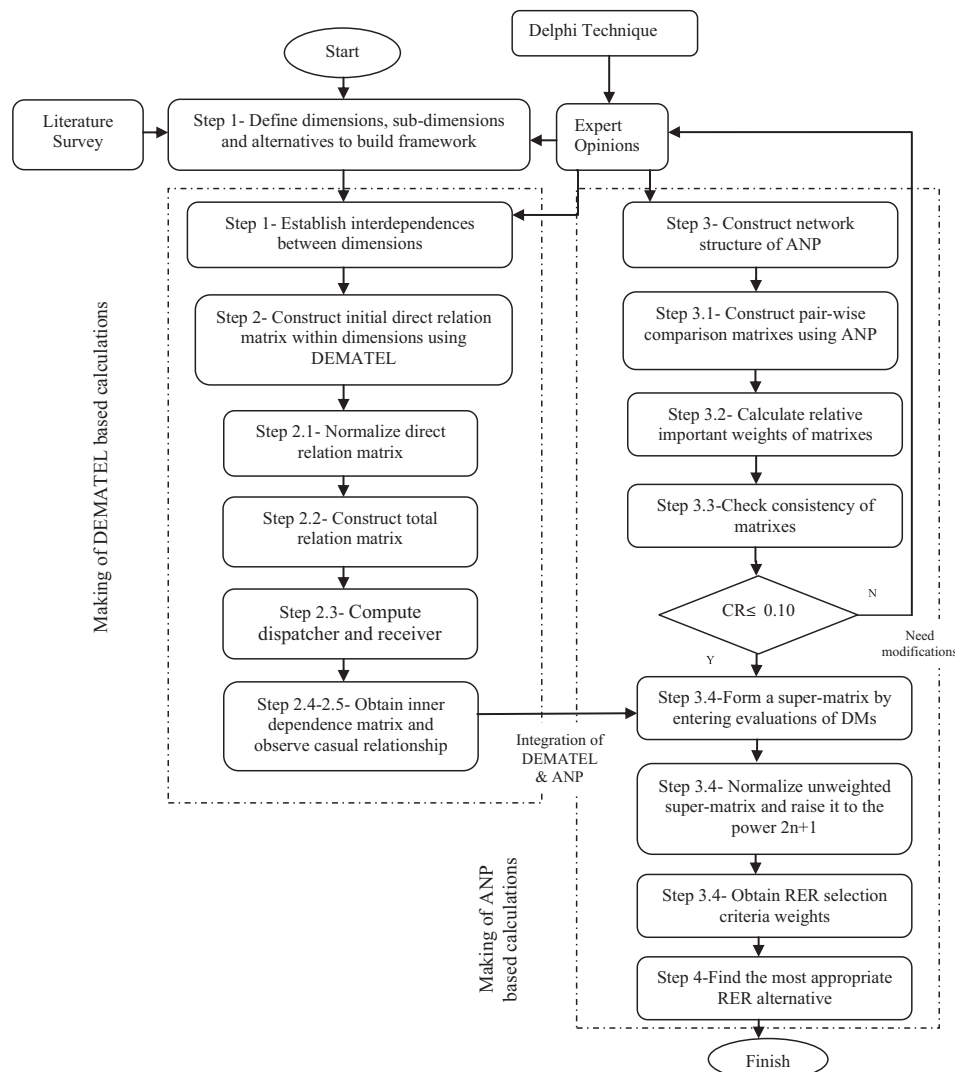 Start
Delphi Technique
Literature
Survey
Step 1- Define dimensions, sub-dimensions
and alternatives to build framework
Expert
Opinions
Step 1- Establish interdependences
between dimensions
Step 2- Construct initial direct relation
matrix within dimensions using
DEMATEL
Step 2.1- Normalize direct
relation matrix
Step 2.2- Construct total
relation matrix
Step 2.3- Compute
dispatcher and receiver
Step 2.4-2.5- Obtain inner
dependence matrix and
observe casual relationship
Making of DEMATEL based calculations
Integration of
DEMATEL
& ANP
Step 3- Construct network
structure of ANP
Step 3.1- Construct pair-wise
comparison matrixes using ANP
Step 3.2- Calculate relative
important weights of matrixes
Step 3.3-Check consistency of
matrixes
CR≤ 0.10
N
Need
modifications
Y
Step 3.4-Form a super-matrix by
entering evaluations of DMs
Step 3.4- Normalize unweighted
super-matrix and raise it to the
power 2n+1
Step 3.4- Obtain RER selection
criteria weights
Step 4-Find the most appropriate
RER alternative
Making of ANP
based calculations
Finish